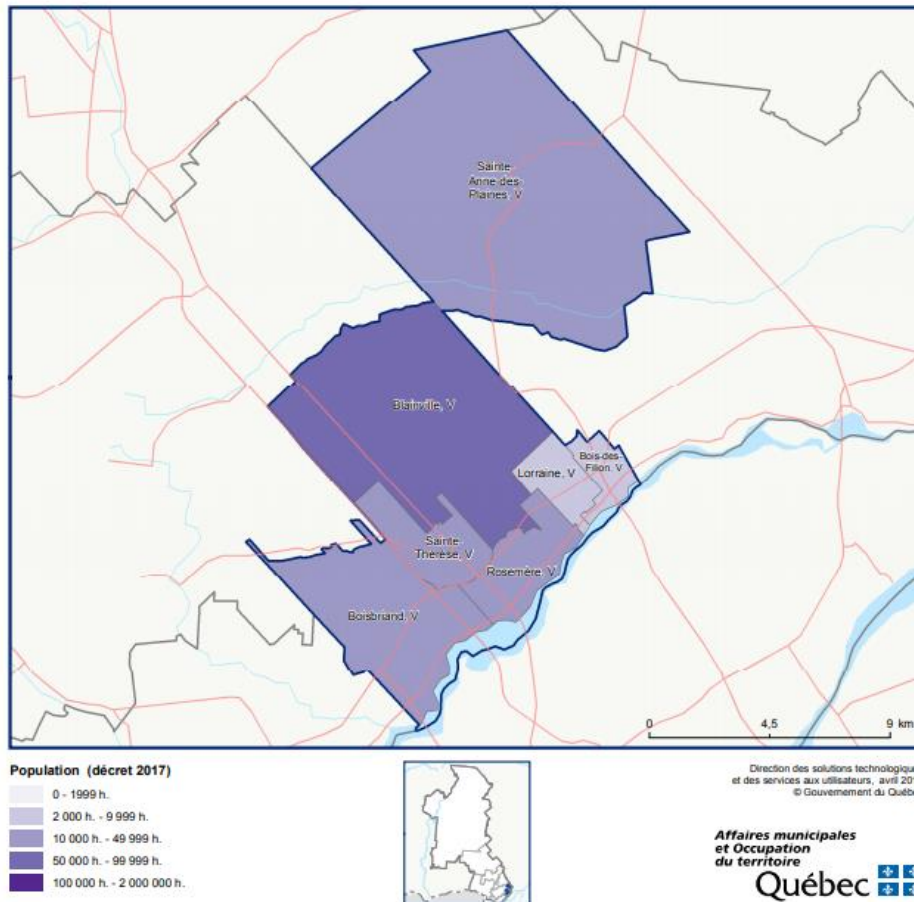 Sainte
Anne-des-
Plaines, V
Blainville, V
Bois-des-
Filion, V
Lorraine, V
Sainte
Thérèse, V
Rosemère, V
Boisbriand, V
0 4,5 9 km
Population (décret 2017)
0 - 1999 h.
2 000 h. - 9 999 h.
10 000 h. - 49 999 h.
50 000 h. - 99 999 h.
100 000 h. - 2 000 000 h.
Direction des solutions technologique
et des services aux utilisateurs, avril 201
© Gouvernement du Québe
Affaires municipales
et Occupation
du territoire
Québec